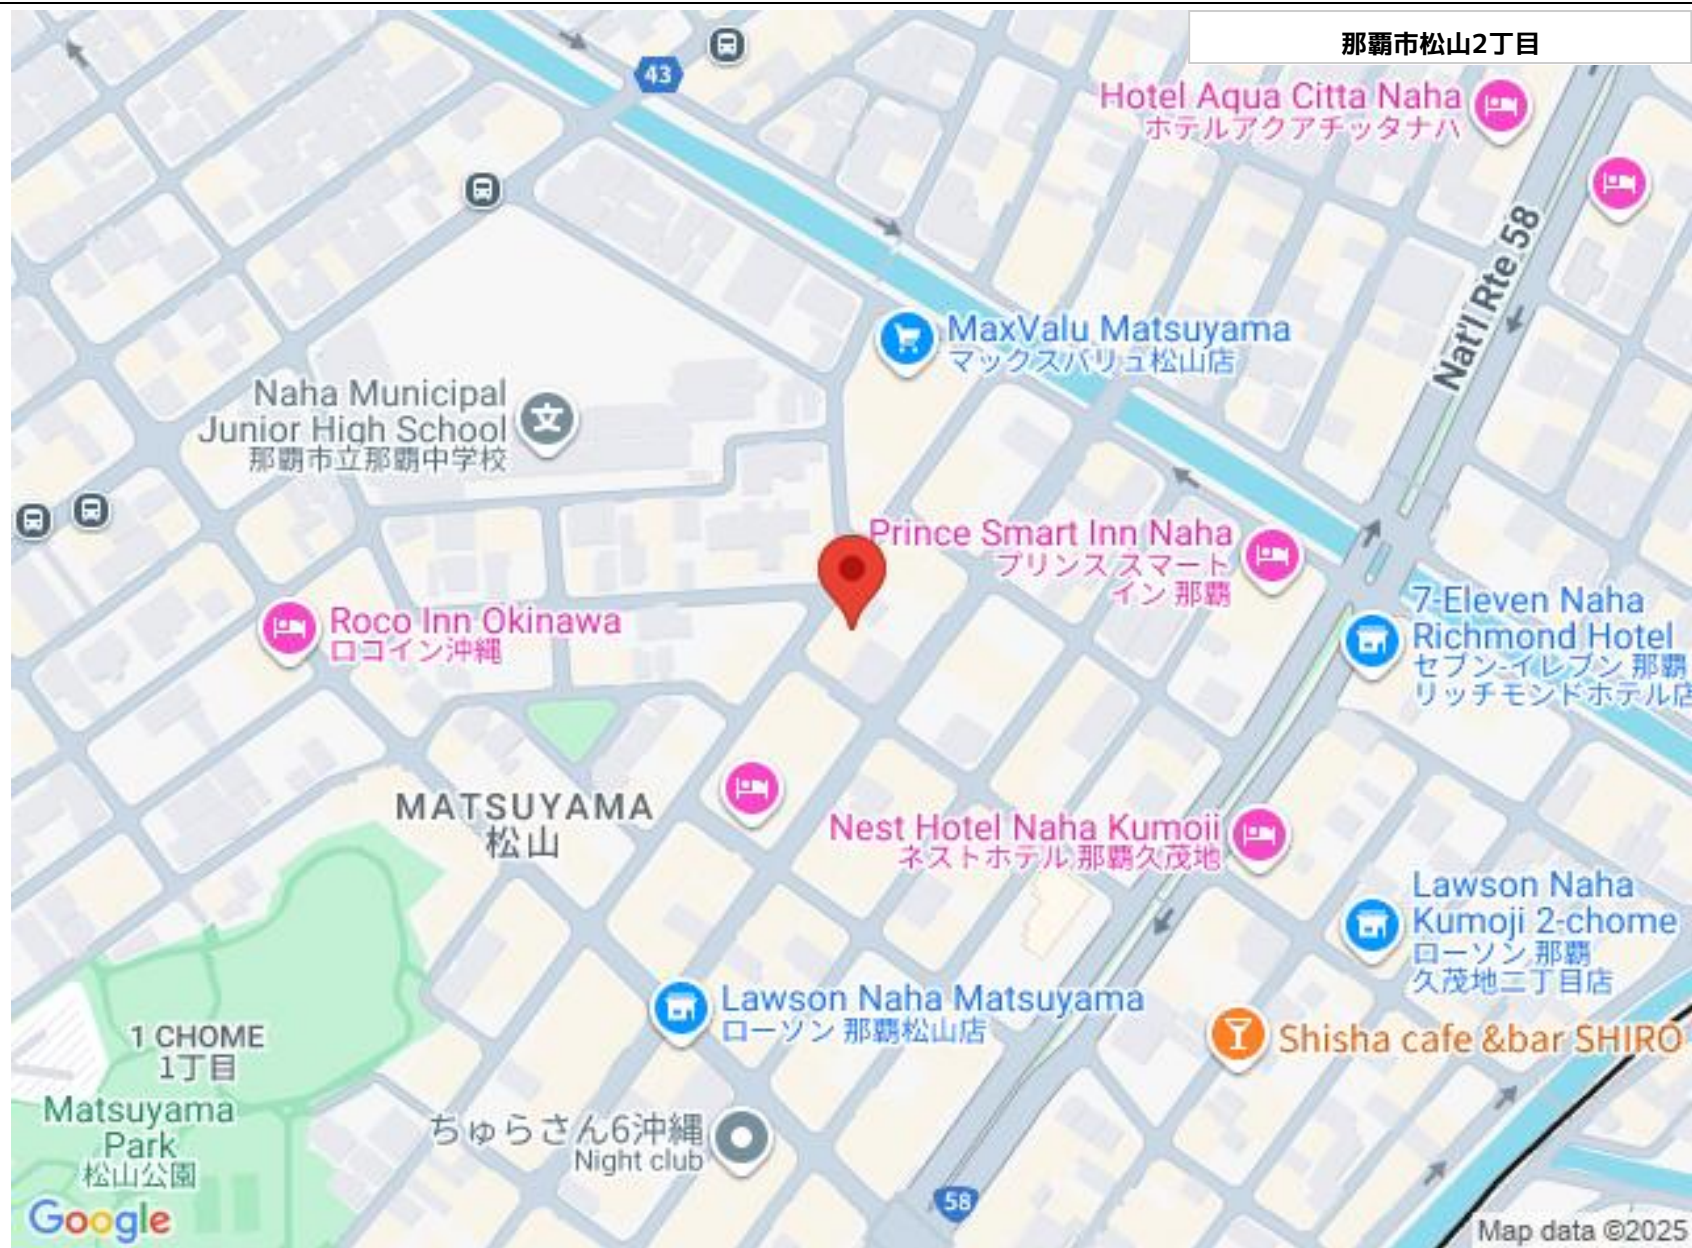 那覇市松山2丁目
43
Hotel Aqua Citta Naha
ホテルアクアチッタナハ
Nat'l Rte 58
MaxValu Matsuyama
マックスバリュ松山店
Naha Municipal
Junior High School
那覇市立那覇中学校
文
Prince Smart Inn Naha
プリンス スマート
イン 那覇
7-Eleven Naha
Richmond Hotel
セブン-イレブン 那覇
リッチモンドホテル店
Roco Inn Okinawa
ロコイン沖縄
MATSUYAMA
松山
Nest Hotel Naha Kumoji
ネストホテル 那覇久茂地
Lawson Naha
Kumoji 2-chome
ローソン 那覇
久茂地二丁目店
Lawson Naha Matsuyama
ローソン 那覇松山店
Shisha cafe &bar SHIRO
1 CHOME
1丁目
Matsuyama
Park
松山公園
ちゅらさん6沖縄
Night club
58
Google
Map data ©2025